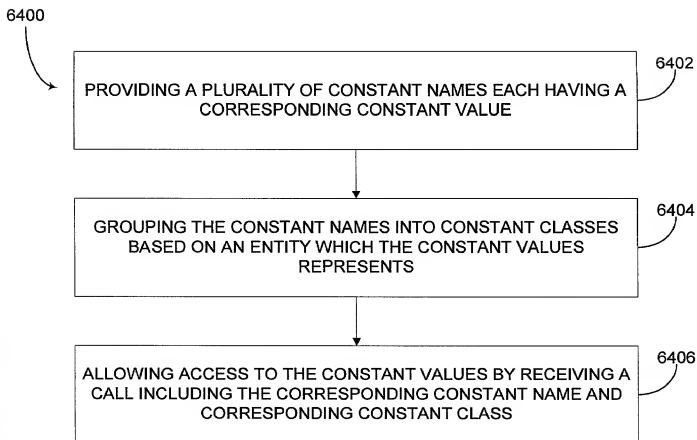 6400
6402
PROVIDING A PLURALITY OF CONSTANT NAMES EACH HAVING A
CORRESPONDING CONSTANT VALUE
6404
GROUPING THE CONSTANT NAMES INTO CONSTANT CLASSES
BASED ON AN ENTITY WHICH THE CONSTANT VALUES
REPRESENTS
6406
ALLOWING ACCESS TO THE CONSTANT VALUES BY RECEIVING A
CALL INCLUDING THE CORRESPONDING CONSTANT NAME AND
CORRESPONDING CONSTANT CLASS